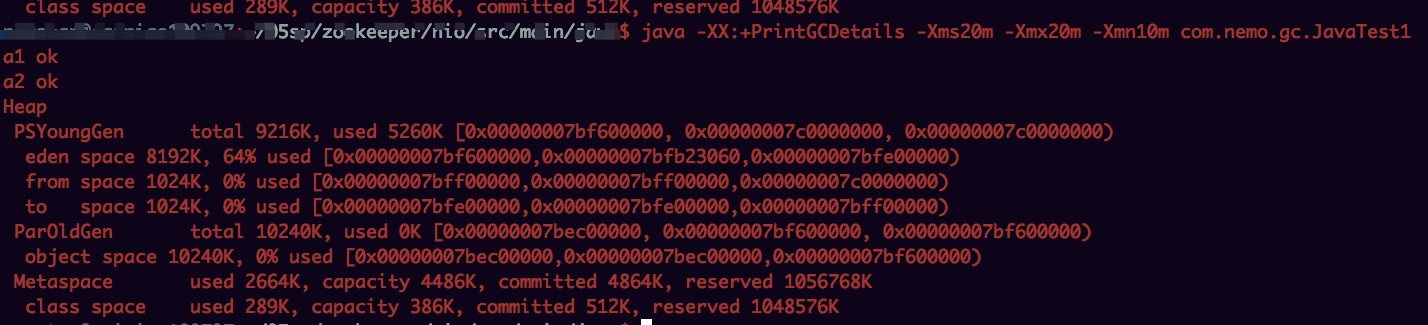 class space    used 289K, capacity 386K, committed 512K, reserved 1048576K
/05sp/zookeeper/nio/src/main/ $ java -XX:+PrintGCDetails -Xms20m -Xmx20m -Xmn10m com.nemo.gc.JavaTest1
a1 ok
a2 ok
Heap
 PSYoungGen      total 9216K, used 5260K [0x00000007bf600000, 0x00000007c0000000, 0x00000007c0000000)
  eden space 8192K, 64% used [0x00000007bf600000,0x00000007bfb23060,0x00000007bfe00000)
  from space 1024K, 0% used [0x00000007bff00000,0x00000007bff00000,0x00000007c0000000)
  to   space 1024K, 0% used [0x00000007bfe00000,0x00000007bfe00000,0x00000007bff00000)
 ParOldGen       total 10240K, used 0K [0x00000007bec00000, 0x00000007bf600000, 0x00000007bf600000)
  object space 10240K, 0% used [0x00000007bec00000,0x00000007bec00000,0x00000007bf600000)
 Metaspace       used 2664K, capacity 4486K, committed 4864K, reserved 1056768K
  class space    used 289K, capacity 386K, committed 512K, reserved 1048576K